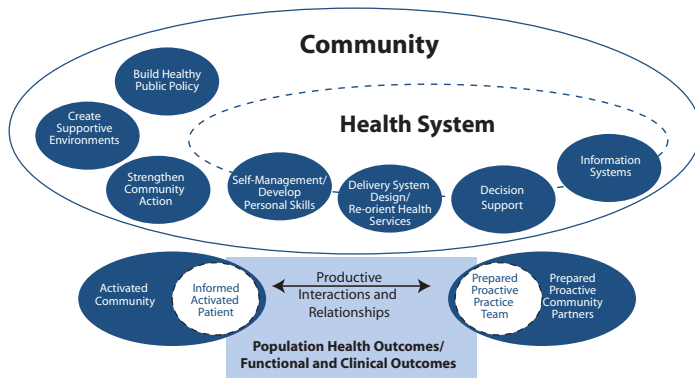 Community
Build Healthy
Public Policy
Create
Supportive
Environments
Strengthen
Community
Action
Health System
Self-Management/
Develop
Personal Skills
Delivery System
Design/
Re-orient Health
Services
Decision
Support
Information
Systems
Activated
Community
Informed
Activated
Patient
Productive
Interactions and
Relationships
Prepared
Proactive
Practice
Team
Prepared
Proactive
Community
Partners
Population Health Outcomes/
Functional and Clinical Outcomes